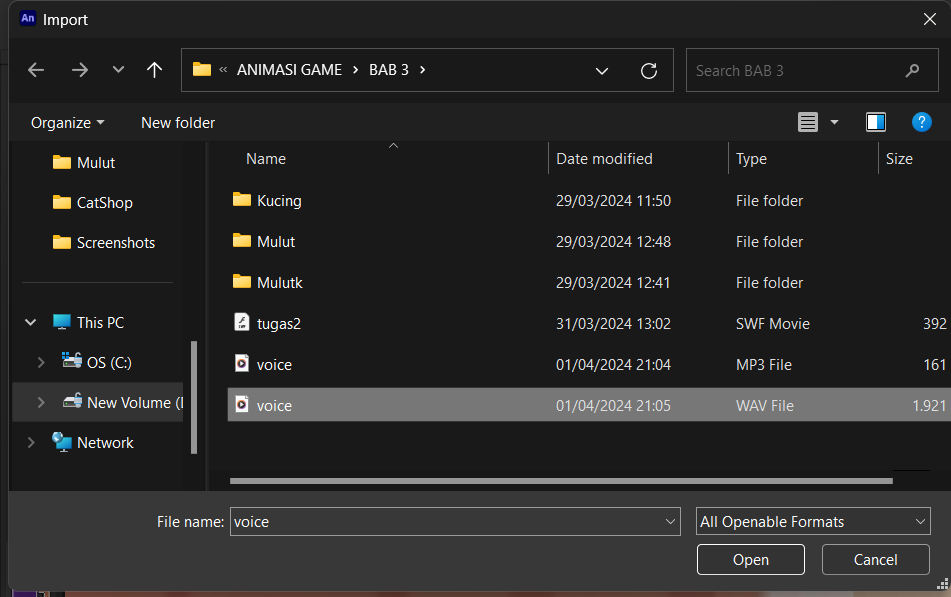 An Import
« ANIMASI GAME > BAB 3 >
Search BAB 3
Organize
New folder
?
Mulut
CatShop
Screenshots
This PC
OS (C:)
New Volume (
Network
Name Date modified Type Size
Kucing 29/03/2024 11:50 File folder
Mulut 29/03/2024 12:48 File folder
Mulutk 29/03/2024 12:41 File folder
tugas2 31/03/2024 13:02 SWF Movie 392
voice 01/04/2024 21:04 MP3 File 161
voice 01/04/2024 21:05 WAV File 1.921
File name: voice
All Openable Formats
Open
Cancel